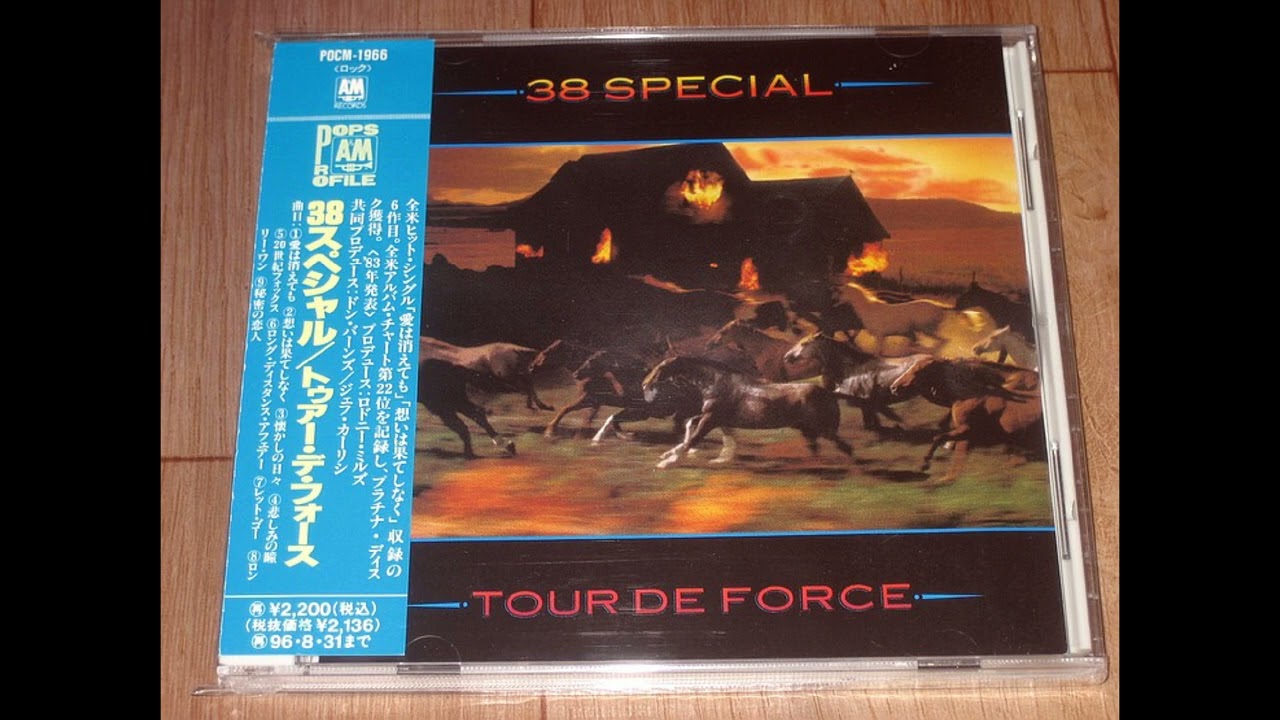 POCM-1966
〈ロック〉
AM
RECORDS
POPS
AM
PROFILE
全米ヒット・シングル「愛は消えても」「想いは果てしなく」収録の
6作目。全米アルバム・チャート第22位を記録し、プラチナ・ディス
ク獲得。〈'83年発表〉プロデュース:ロドニー・ミルズ
共同プロデュース:ドン・バーンズ/ジェフ・カーリシ
38スペシャル/トゥアー・デ・フォース
曲目:①愛は消えても ②想いは果てしなく ③懐かしの日々 ④悲しみの瞳
⑤20世紀フォックス ⑥ロング・ディスタンス・アフェアー ⑦レット・ゴー ⑧ロン
リー・ワン ⑨秘密の恋人
㋐¥2,200(税込)
(税抜価格¥2,136)
㋐96・8・31まで
38 SPECIAL
TOUR DE FORCE